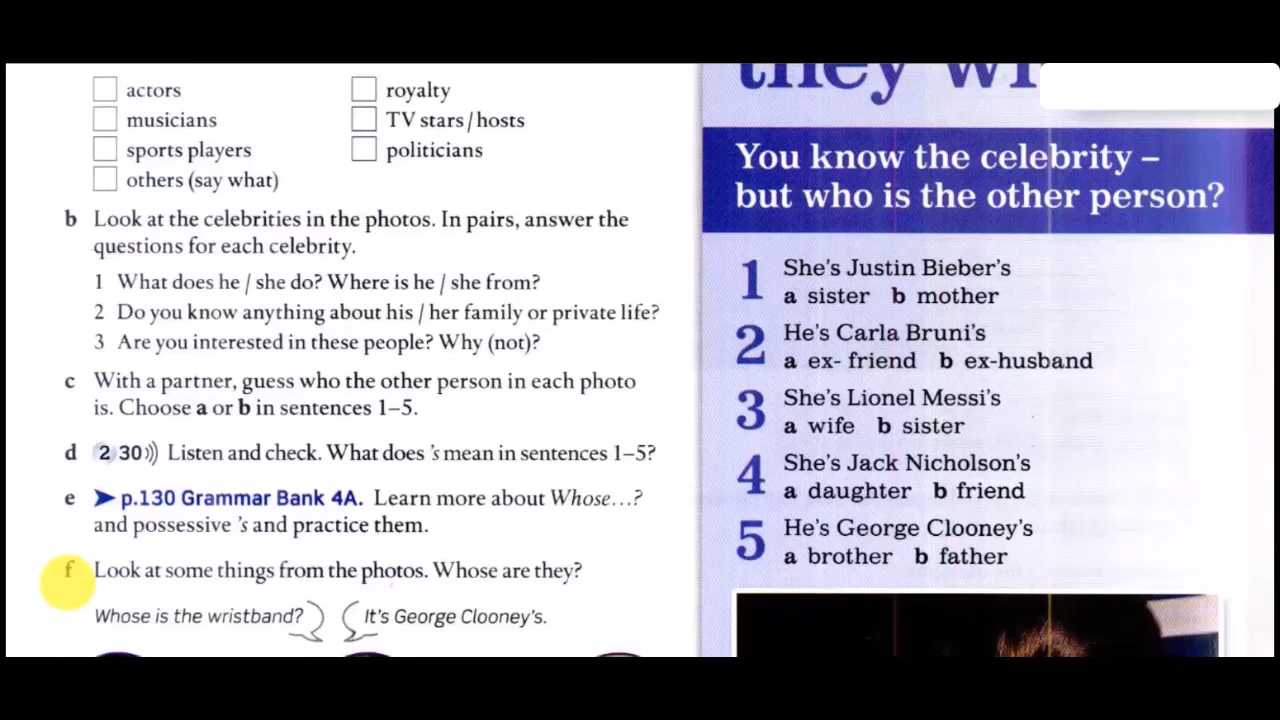 actors
musicians
sports players
others (say what)
royalty
TV stars / hosts
politicians
b Look at the celebrities in the photos. In pairs, answer the
questions for each celebrity.
1 What does he / she do? Where is he / she from?
2 Do you know anything about his / her family or private life?
3 Are you interested in these people? Why (not)?
c With a partner, guess who the other person in each photo
is. Choose a or b in sentences 1–5.
d 2 30 Listen and check. What does 's mean in sentences 1–5?
e p.130 Grammar Bank 4A. Learn more about Whose...?
and possessive 's and practice them.
f Look at some things from the photos. Whose are they?
Whose is the wristband? It's George Clooney's.
they
You know the celebrity –
but who is the other person?
1 She's Justin Bieber's
a sister b mother
2 He's Carla Bruni's
a ex- friend b ex-husband
3 She's Lionel Messi's
a wife b sister
4 She's Jack Nicholson's
a daughter b friend
5 He's George Clooney's
a brother b father